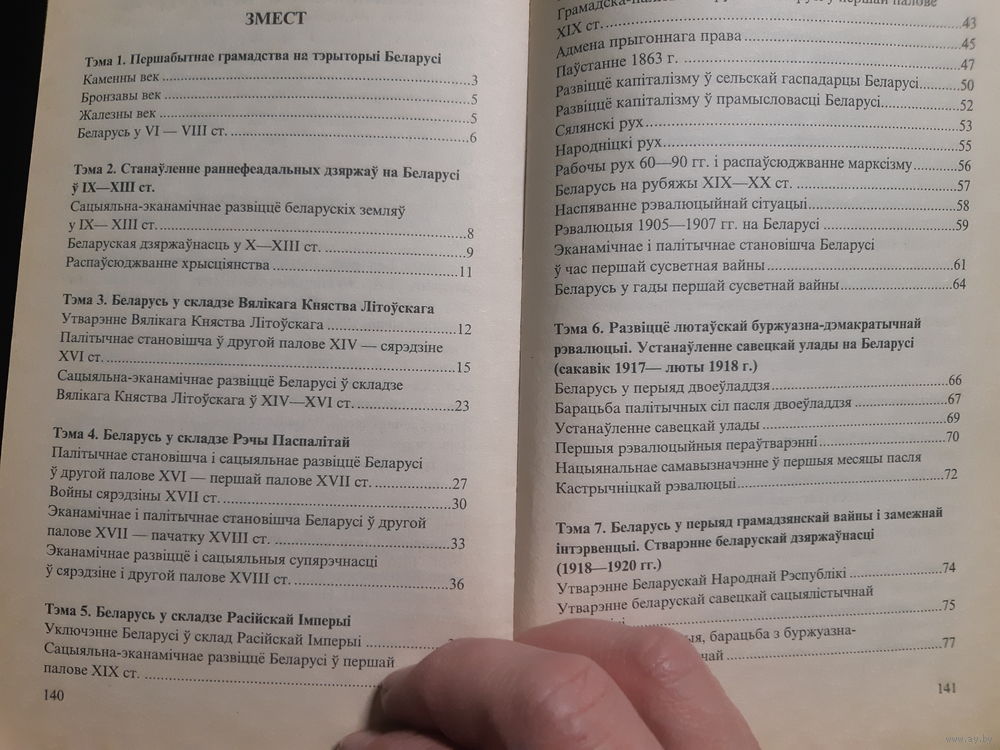 ЗМЕСТ
Тэма 1. Першабытнае грамадства на тэрыторыі Беларусі
Каменны век ........ 3
Бронзавы век ........ 5
Жалезны век ........ 5
Беларусь у VI — VIII ст. ........ 6
Тэма 2. Станаўленне раннефеадальных дзяржаў на Беларусі
ў IX—XIII ст.
Сацыяльна-эканамічнае развіццё беларускіх земляў
у IX— XIII ст. ........ 8
Беларуская дзяржаўнасць у X—XIII ст. ........ 9
Распаўсюджванне хрысціянства ........ 11
Тэма 3. Беларусь у складзе Вялікага Княства Літоўскага
Утварэнне Вялікага Княства Літоўскага ........ 12
Палітычнае становішча ў другой палове XIV — сярэдзіне
XVI ст. ........ 15
Сацыяльна-эканамічнае развіццё Беларусі ў складзе
Вялікага Княства Літоўскага ў XIV—XVI ст. ........ 23
Тэма 4. Беларусь у складзе Рэчы Паспалітай
Палітычнае становішча і сацыяльнае развіццё Беларусі
ў другой палове XVI — першай палове XVII ст. ........ 27
Войны сярэдзіны XVII ст. ........ 30
Эканамічнае і палітычнае становішча Беларусі ў другой
палове XVII — пачатку XVIII ст. ........ 33
Эканамічнае развіццё і сацыяльныя супярэчнасці
ў сярэдзіне і другой палове XVIII ст. ........ 36
Тэма 5. Беларусь у складзе Расійскай Імперыі
Уключэнне Беларусі ў склад Расійскай Імперыі ........
Сацыяльна-эканамічнае развіццё Беларусі ў першай
палове XIX ст. ........
140
палове
XIX ст. ........ 43
Адмена прыгоннага права ........ 45
Паўстанне 1863 г. ........ 47
Развіццё капіталізму ў сельскай гаспадарцы Беларусі ........ 50
Развіццё капіталізму ў прамысловасці Беларусі ........ 52
Сялянскі рух ........ 53
Народніцкі рух ........ 55
Рабочы рух 60—90 гг. і распаўсюджванне марксізму ........ 56
Беларусь на рубяжы XIX—XX ст. ........ 57
Наспяванне рэвалюцыйнай сітуацыі ........ 58
Рэвалюцыя 1905—1907 гг. на Беларусі ........ 59
Эканамічнае і палітычнае становішча Беларусі
ў час першай сусветнай вайны ........ 61
Беларусь у гады першай сусветнай вайны ........ 64
Тэма 6. Развіццё лютаўскай буржуазна-дэмакратычнай
рэвалюцыі. Устанаўленне савецкай улады на Беларусі
(сакавік 1917— люты 1918 г.)
Беларусь у перыяд двоеўладдзя ........ 66
Барацьба палітычных сіл пасля двоеўладдзя ........ 67
Устанаўленне савецкай улады ........ 69
Першыя рэвалюцыйныя пераўтварэнні ........ 70
Нацыянальнае самавызначэнне ў першыя месяцы пасля
Кастрычніцкай рэвалюцыі ........ 72
Тэма 7. Беларусь у перыяд грамадзянскай вайны і замежнай
інтэрвенцыі. Стварэнне беларускай дзяржаўнасці
(1918—1920 гг.)
Утварэнне Беларускай Народнай Рэспублікі ........ 74
Утварэнне беларускай савецкай сацыялістычнай
........ 75
барацьба з буржуазна-
........ 77
141
www.ay.by